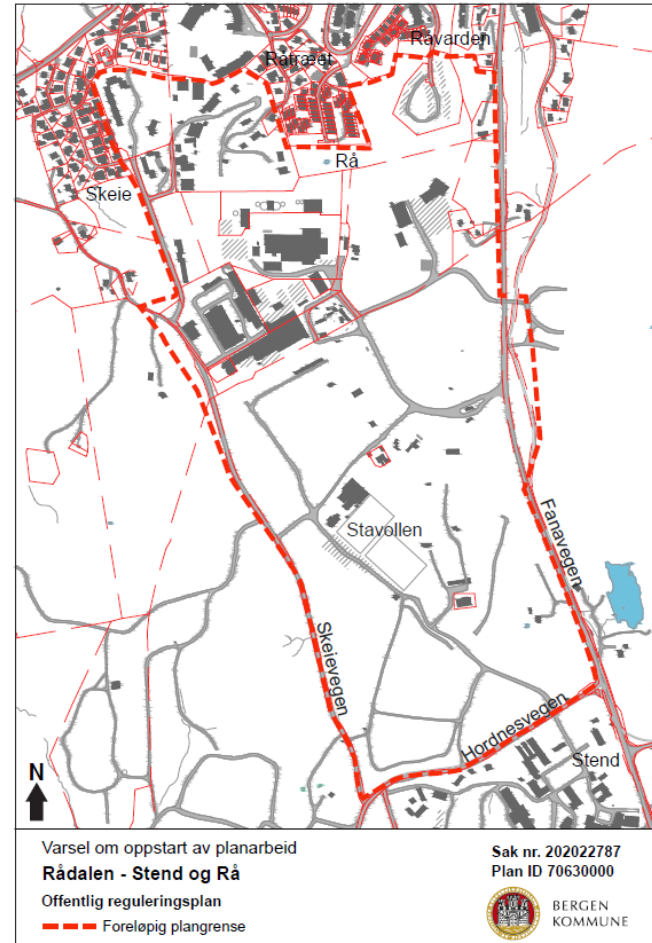 Råvarden
Råtræet
Rå
Skeie
Stavollen
Fanavegen
Skeievegen
Hordnesvegen
Stend
N
Varsel om oppstart av planarbeid
Rådalen - Stend og Rå
Offentlig reguleringsplan
Foreløpig plangrense
Sak nr. 202022787
Plan ID 70630000
BERGEN
KOMMUNE